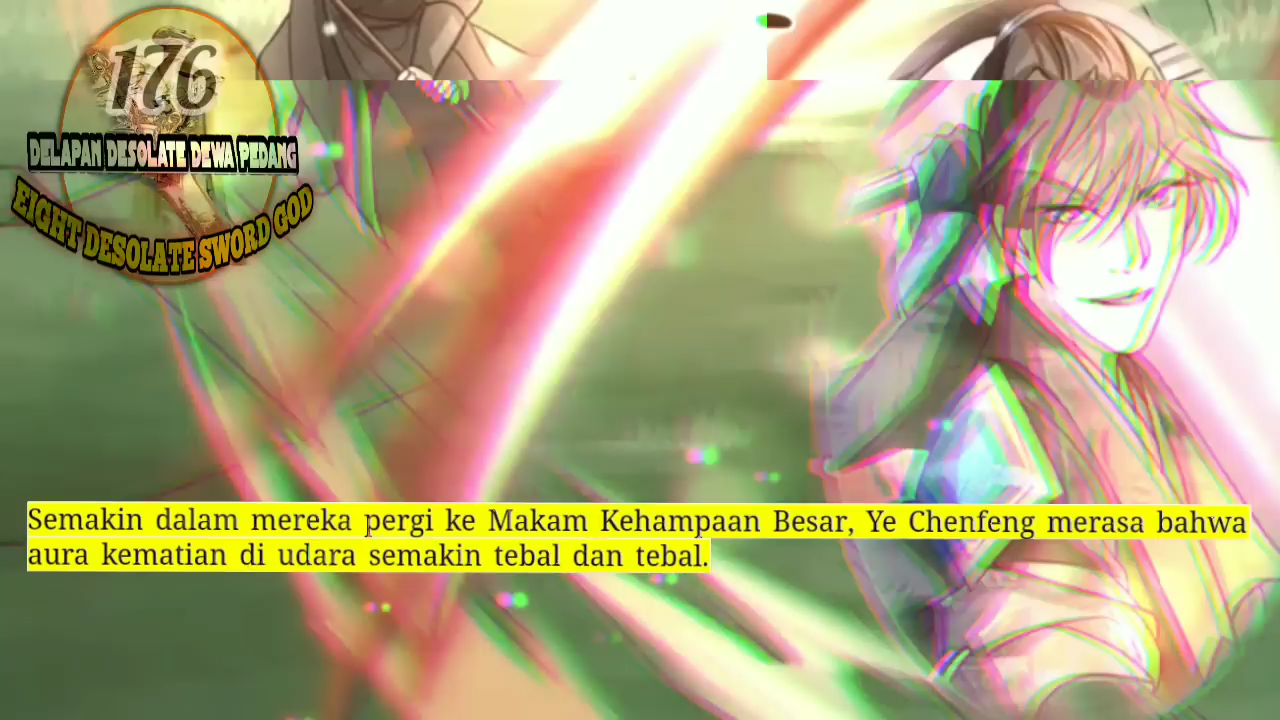 176
DELAPAN DESOLATE DEWA PEDANG
EIGHT DESOLATE SWORD GOD
Semakin dalam mereka pergi ke Makam Kehampaan Besar, Ye Chenfeng merasa bahwa
aura kematian di udara semakin tebal dan tebal.